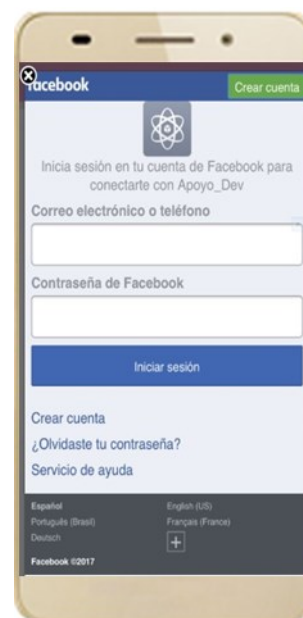 facebook
Crear cuenta
Inicia sesión en tu cuenta de Facebook para
conectarte con Apoyo_Dev
Correo electrónico o teléfono
Contraseña de Facebook
Iniciar sesión
Crear cuenta
¿Olvidaste tu contraseña?
Servicio de ayuda
Español English (US)
Português (Brasil) Français (France)
Deutsch
Facebook ©2017